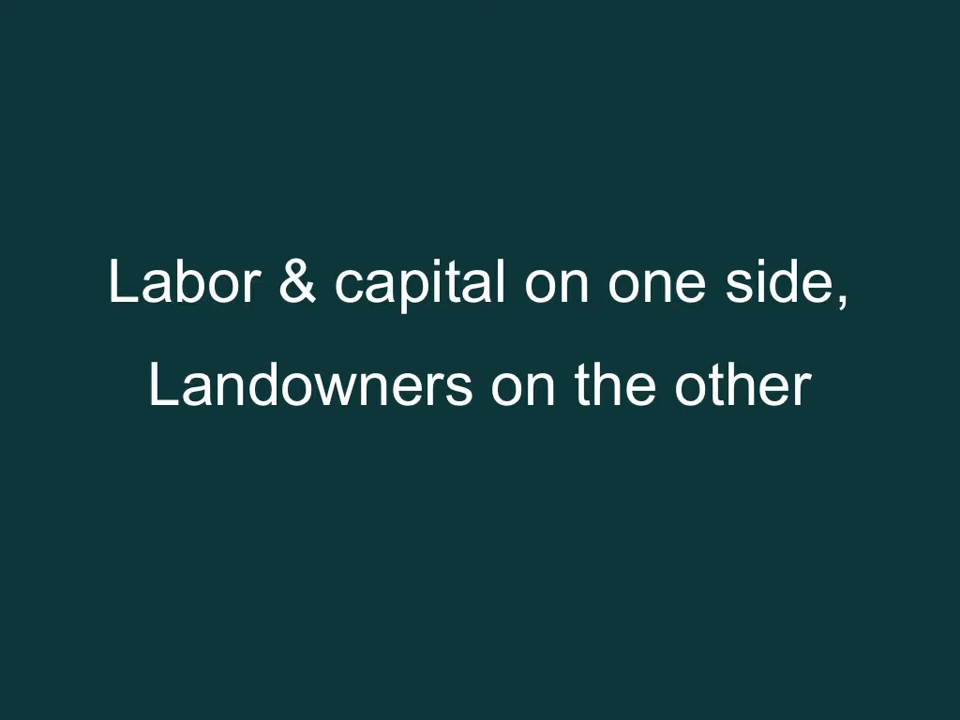 Labor & capital on one side,
Landowners on the other